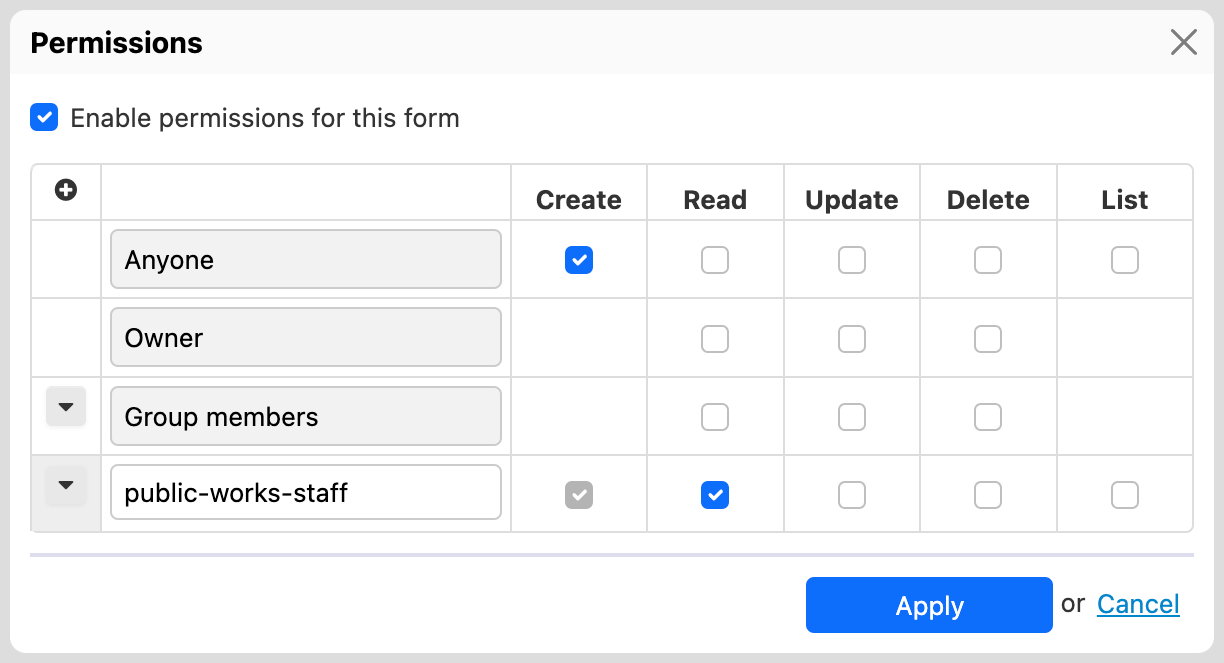 Permissions
Enable permissions for this form
Create Read Update Delete List
Anyone
Owner
Group members
public-works-staff
Apply or Cancel